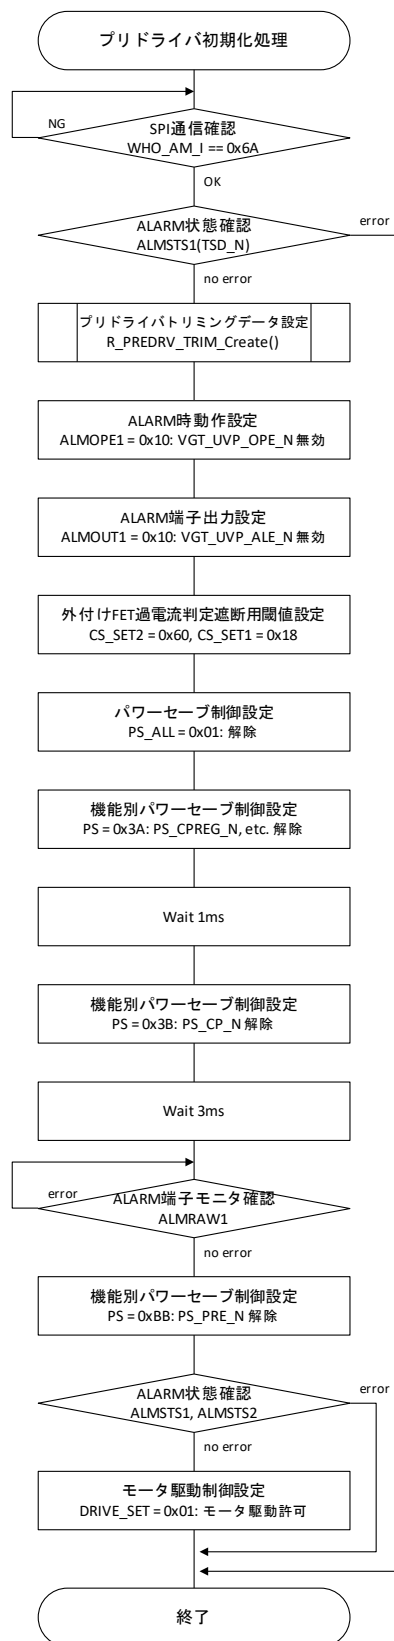 プリドライバ初期化処理
NG
SPI通信確認
WHO_AM_I == 0x6A
OK
ALARM状態確認
ALMSTS1(TSD_N)
error
no error
プリドライバトリミングデータ設定
R_PREDRV_TRIM_Create()
ALARM時動作設定
ALMOPE1 = 0x10: VGT_UVP_OPE_N 無効
ALARM端子出力設定
ALMOUT1 = 0x10: VGT_UVP_ALE_N 無効
外付けFET過電流判定遮断用閾値設定
CS_SET2 = 0x60, CS_SET1 = 0x18
パワーセーブ制御設定
PS_ALL = 0x01: 解除
機能別パワーセーブ制御設定
PS = 0x3A: PS_CPREG_N, etc. 解除
Wait 1ms
機能別パワーセーブ制御設定
PS = 0x3B: PS_CP_N 解除
Wait 3ms
error
ALARM端子モニタ確認
ALMRAW1
no error
機能別パワーセーブ制御設定
PS = 0xBB: PS_PRE_N 解除
ALARM状態確認
ALMSTS1, ALMSTS2
error
no error
モータ駆動制御設定
DRIVE_SET = 0x01: モータ駆動許可
終了